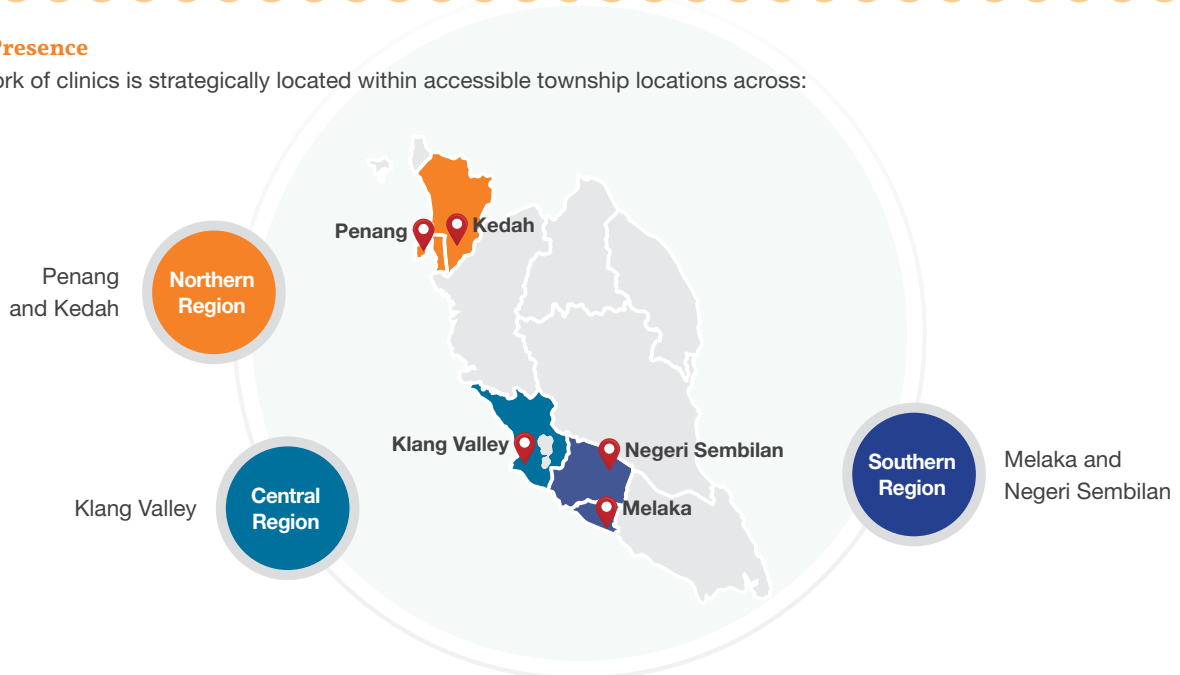 Presence
ork of clinics is strategically located within accessible township locations across:
Penang
Kedah
Penang
and Kedah
Northern
Region
Klang Valley
Negeri Sembilan
Melaka
Klang Valley
Central
Region
Southern
Region
Melaka and
Negeri Sembilan